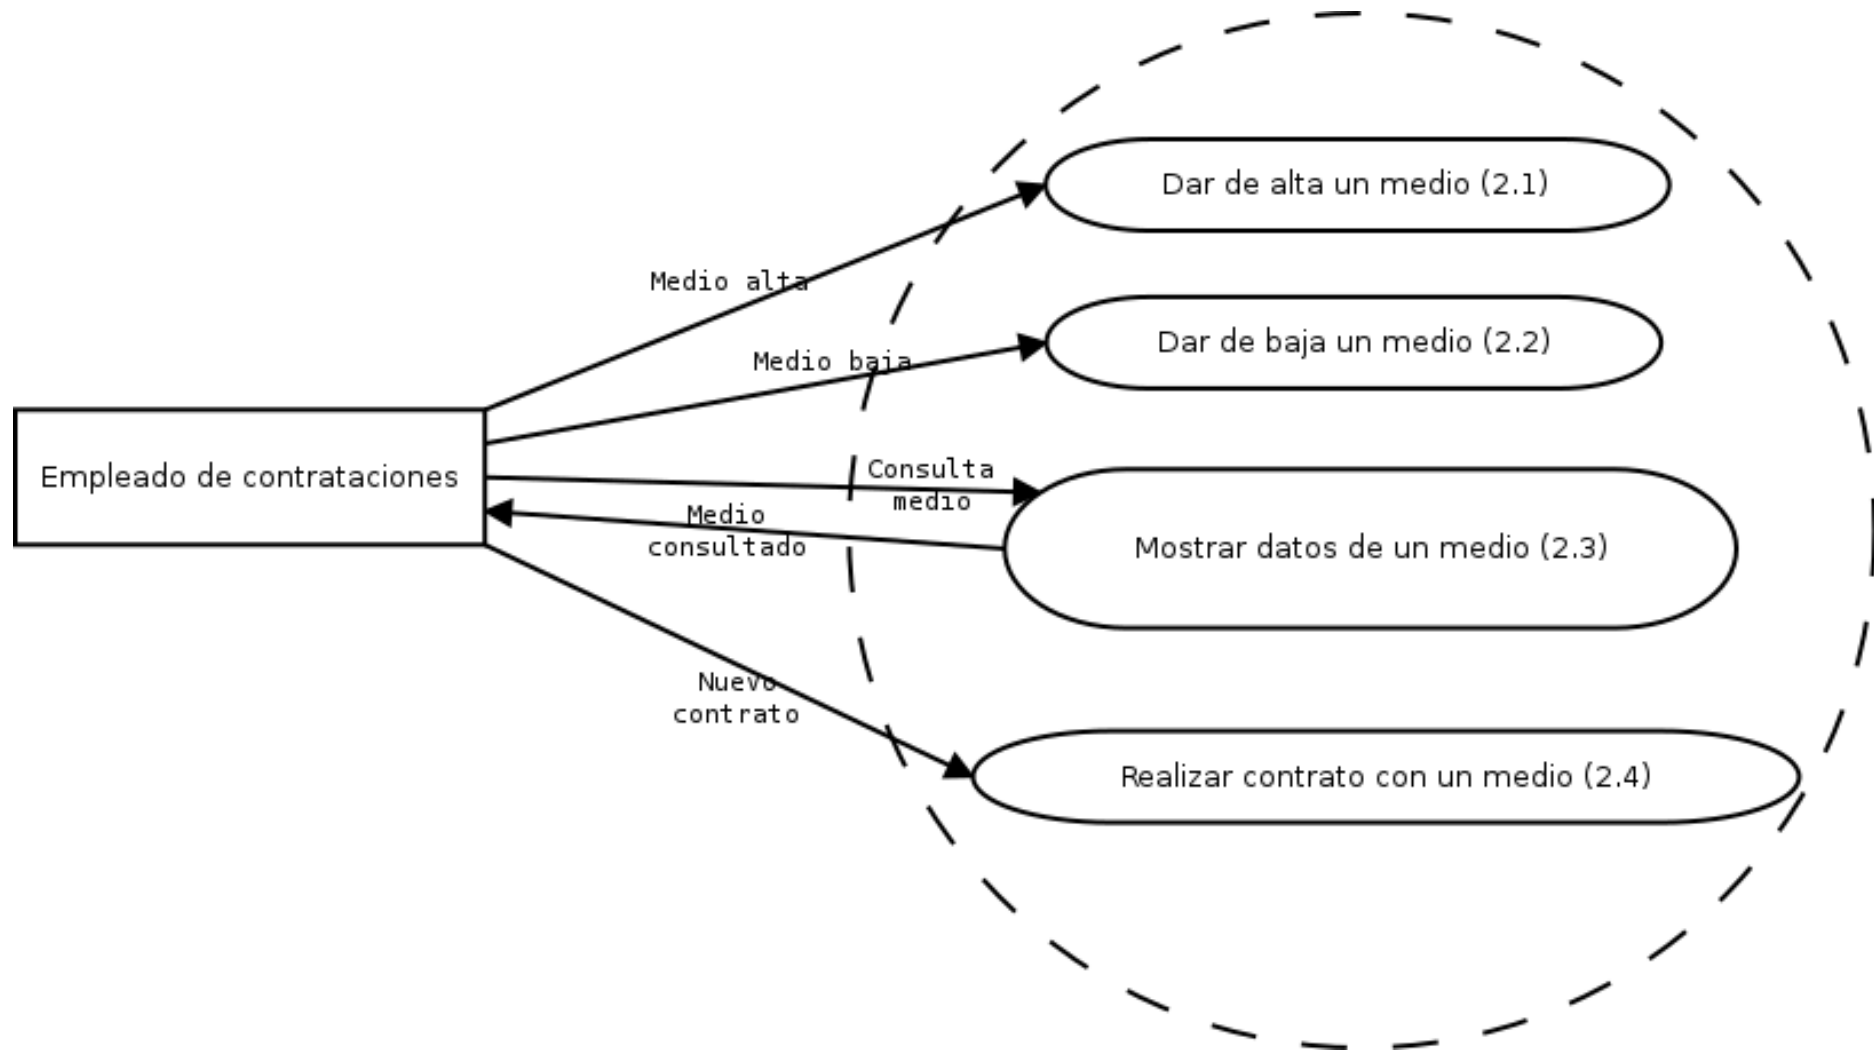 Dar de alta un medio (2.1)
Medio alta
Dar de baja un medio (2.2)
Medio baja
Empleado de contrataciones
Consulta
medio
Medio
consultado
Mostrar datos de un medio (2.3)
Nuevo
contrato
Realizar contrato con un medio (2.4)